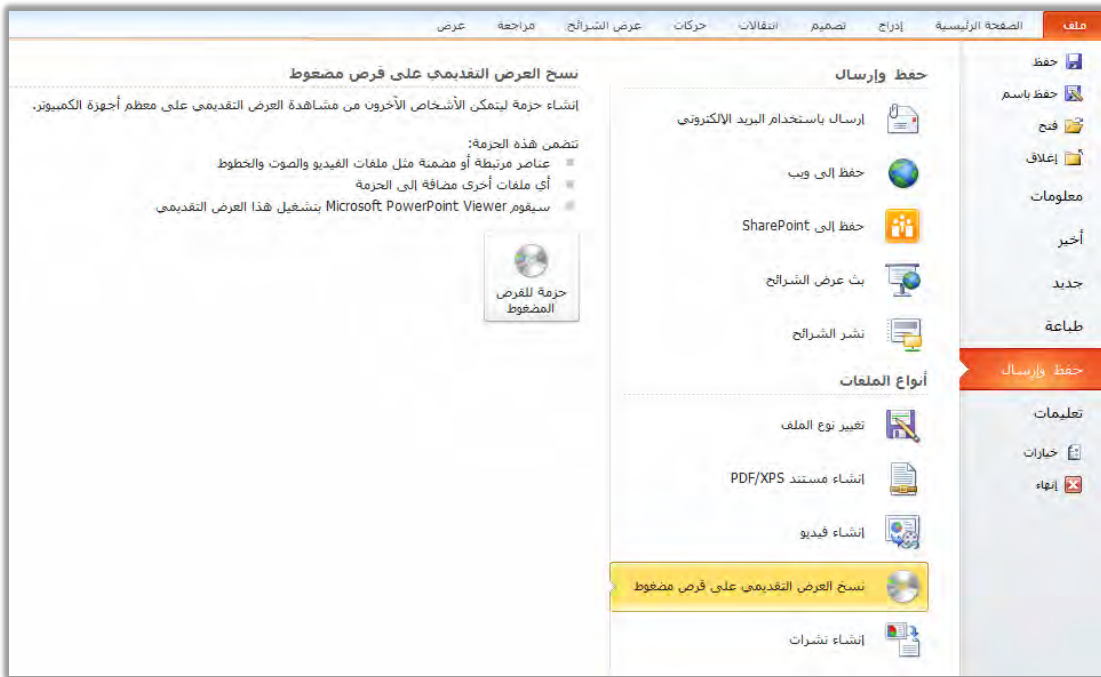 ملف	الصفحة الرئيسية	إدراج	تصميم	انتقالات	حركات	عرض الشرائح	مراجعة	عرض
حفظ
حفظ باسم
فتح
إغلاق
معلومات
أخير
جديد
طباعة
حفظ وإرسال
تعليمات
خيارات
إنهاء
حفظ وإرسال
إرسال باستخدام البريد الإلكتروني
حفظ إلى ويب
حفظ إلى SharePoint
بث عرض الشرائح
نشر الشرائح
أنواع الملفات
تغيير نوع الملف
إنشاء مستند PDF/XPS
إنشاء فيديو
نسخ العرض التقديمي على قرص مضغوط
إنشاء نشرات
نسخ العرض التقديمي على قرص مضغوط
إنشاء حزمة ليتمكن الأشخاص الآخرون من مشاهدة العرض التقديمي على معظم أجهزة الكمبيوتر.
تتضمن هذه الحزمة:
عناصر مرتبطة أو مضمنة مثل ملفات الفيديو والصوت والخطوط
أي ملفات أخرى مضافة إلى الحزمة
سيقوم Microsoft PowerPoint Viewer بتشغيل هذا العرض التقديمي
حزمة للقرص
المضغوط